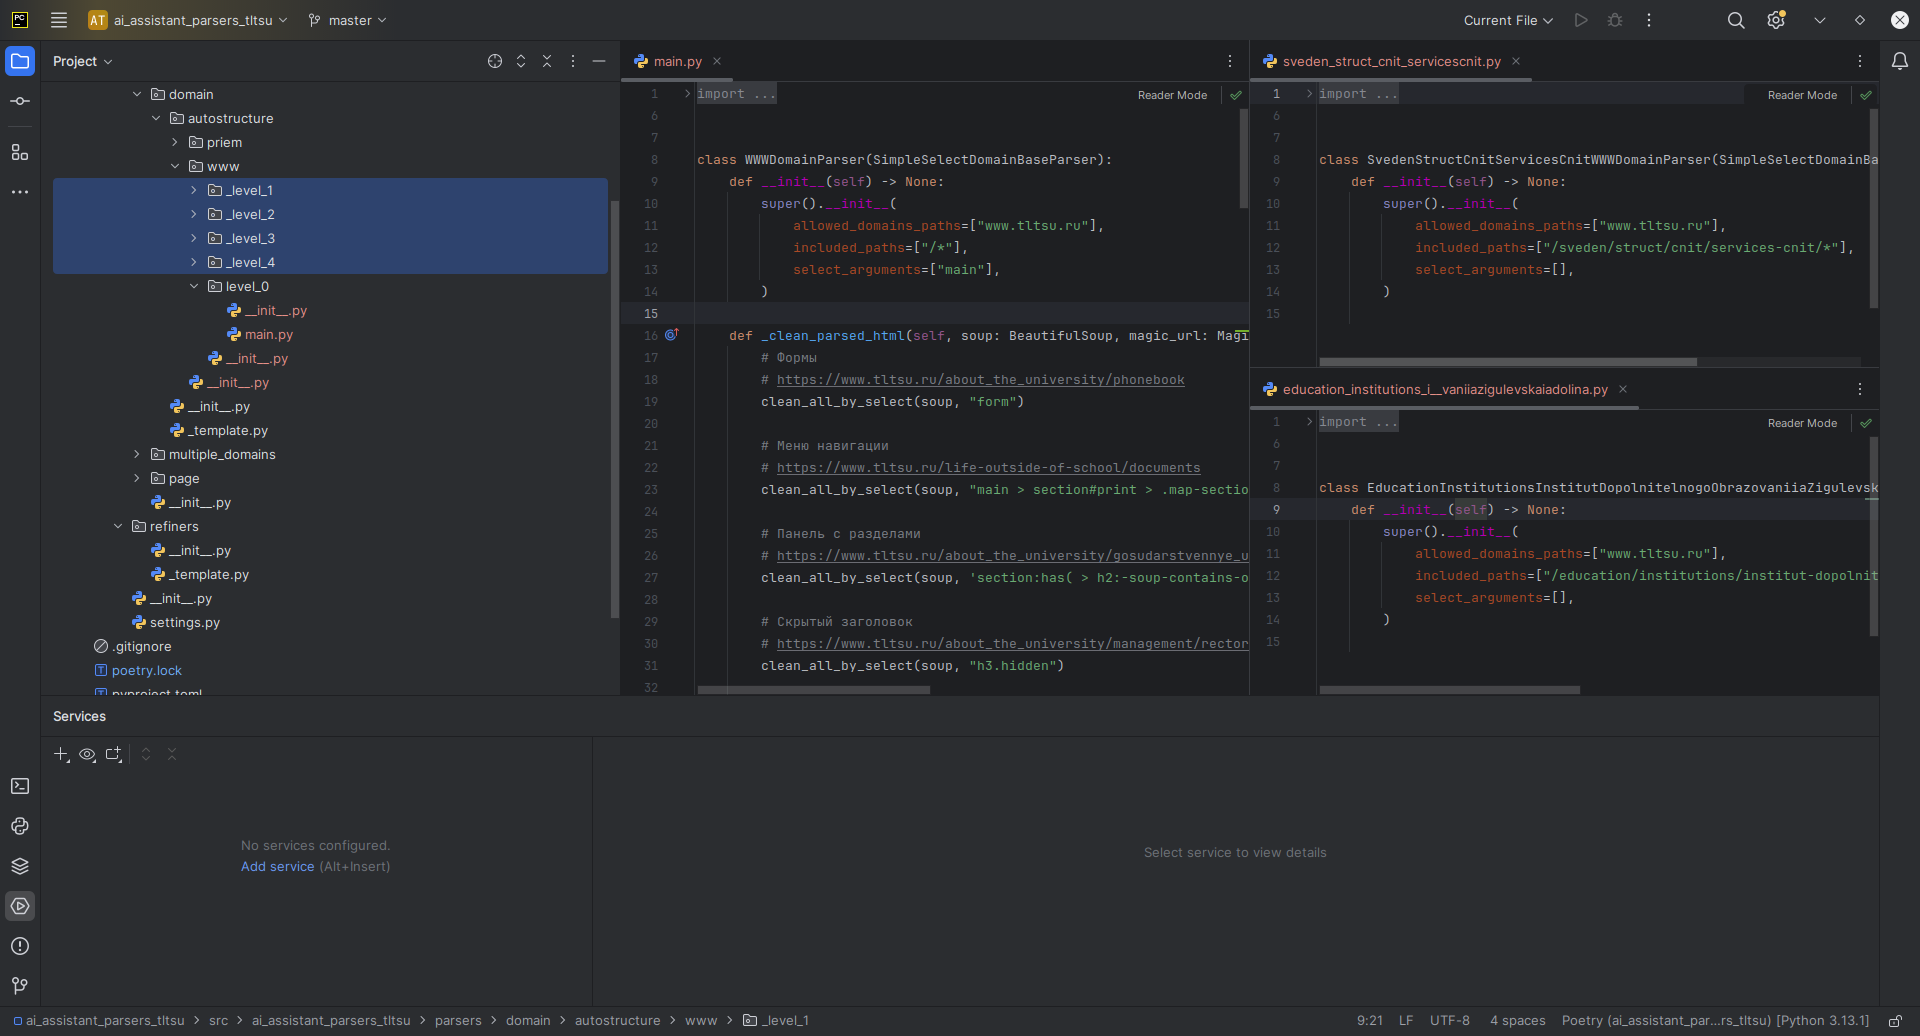 PC
AT ai_assistant_parsers_tltsu
master
Current File
Project
domain
autostructure
priem
www
_level_1
_level_2
_level_3
_level_4
level_0
__init__.py
main.py
__init__.py
__init__.py
__init__.py
_template.py
multiple_domains
page
__init__.py
refiners
__init__.py
_template.py
__init__.py
settings.py
.gitignore
poetry.lock
pyproject.toml
main.py
Reader Mode
1 import ...
6
7
8 class WWWDomainParser(SimpleSelectDomainBaseParser):
9 def __init__(self) -> None:
10 super().__init__(
11 allowed_domains_paths=["www.tltsu.ru"],
12 included_paths=["/*"],
13 select_arguments=["main"],
14 )
15
16 def _clean_parsed_html(self, soup: BeautifulSoup, magic_url: Magi
17 # Формы
18 # https://www.tltsu.ru/about_the_university/phonebook
19 clean_all_by_select(soup, "form")
20
21 # Меню навигации
22 # https://www.tltsu.ru/life-outside-of-school/documents
23 clean_all_by_select(soup, "main > section#print > .map-sectio
24
25 # Панель с разделами
26 # https://www.tltsu.ru/about_the_university/gosudarstvennye_u
27 clean_all_by_select(soup, 'section:has( > h2:-soup-contains-o
28
29 # Скрытый заголовок
30 # https://www.tltsu.ru/about_the_university/management/rector
31 clean_all_by_select(soup, "h3.hidden")
32
sveden_struct_cnit_servicescnit.py
Reader Mode
1 import ...
6
7
8 class SvedenStructCnitServicesCnitWWWDomainParser(SimpleSelectDomainBa
9 def __init__(self) -> None:
10 super().__init__(
11 allowed_domains_paths=["www.tltsu.ru"],
12 included_paths=["/sveden/struct/cnit/services-cnit/*"],
13 select_arguments=[],
14 )
15
education_institutions_i__vaniiazigulevskaiadolina.py
Reader Mode
1 import ...
6
7
8 class EducationInstitutionsInstitutDopolnitelnogoObrazovaniiaZigulevsk
9 def __init__(self) -> None:
10 super().__init__(
11 allowed_domains_paths=["www.tltsu.ru"],
12 included_paths=["/education/institutions/institut-dopolnit
13 select_arguments=[],
14 )
15
Services
No services configured.
Add service (Alt+Insert)
Select service to view details
ai_assistant_parsers_tltsu > src > ai_assistant_parsers_tltsu > parsers > domain > autostructure > www > _level_1
9:21 LF UTF-8 4 spaces Poetry (ai_assistant_par...rs_tltsu) [Python 3.13.1]